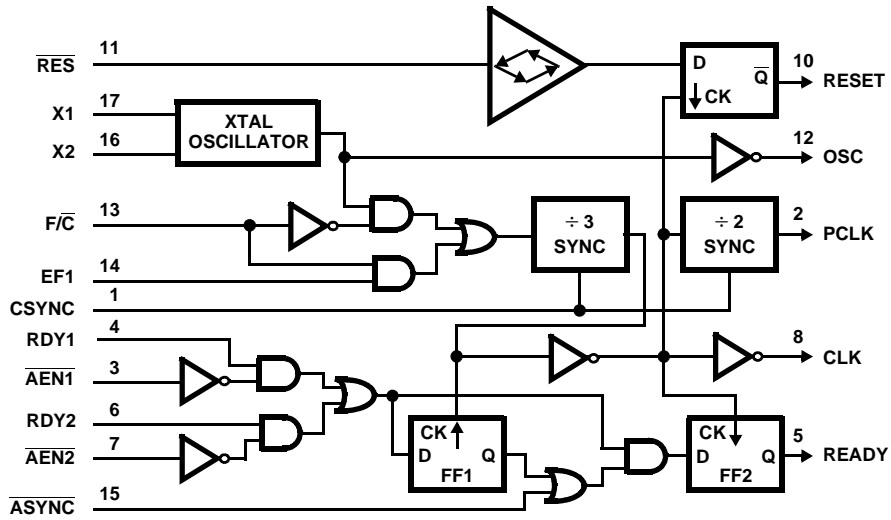 RES 11
X1 17
X2 16
XTAL
OSCILLATOR
D
Q
CK
10 RESET
12 OSC
F/C 13
EF1 14
CSYNC 1
÷ 3
SYNC
÷ 2
SYNC
2 PCLK
RDY1 4
AEN1 3
RDY2 6
AEN2 7
ASYNC 15
8 CLK
CK
D Q
FF1
CK
D Q
FF2
5 READY